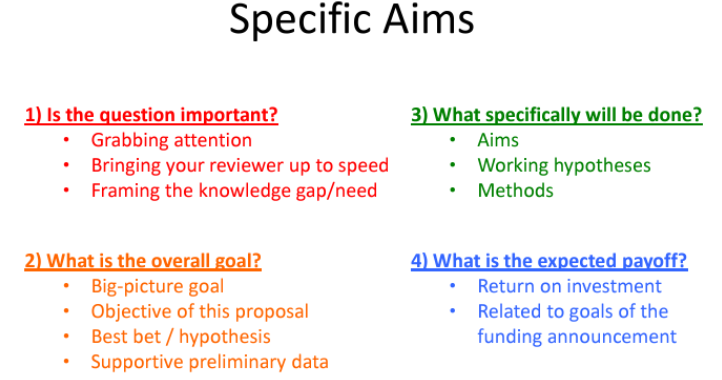 Specific Aims
1) Is the question important?
• Grabbing attention
• Bringing your reviewer up to speed
• Framing the knowledge gap/need
2) What is the overall goal?
• Big-picture goal
• Objective of this proposal
• Best bet / hypothesis
• Supportive preliminary data
3) What specifically will be done?
• Aims
• Working hypotheses
• Methods
4) What is the expected payoff?
• Return on investment
• Related to goals of the
funding announcement